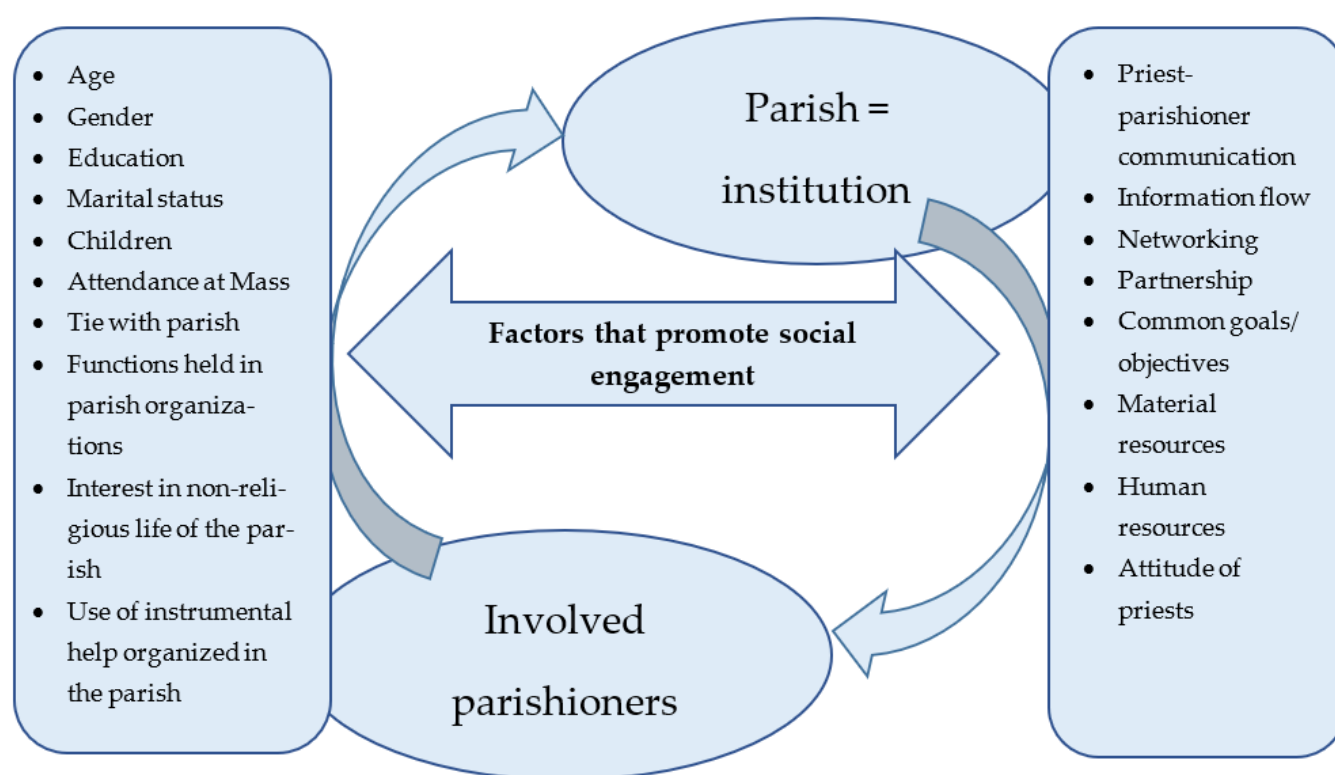 • Age
• Gender
• Education
• Marital status
• Children
• Attendance at Mass
• Tie with parish
• Functions held in
parish organiza-
tions
• Interest in non-reli-
gious life of the par-
ish
• Use of instrumental
help organized in
the parish
Parish =
institution
Factors that promote social
engagement
Involved
parishioners
• Priest-
parishioner
communication
• Information flow
• Networking
• Partnership
• Common goals/
objectives
• Material
resources
• Human
resources
• Attitude of
priests